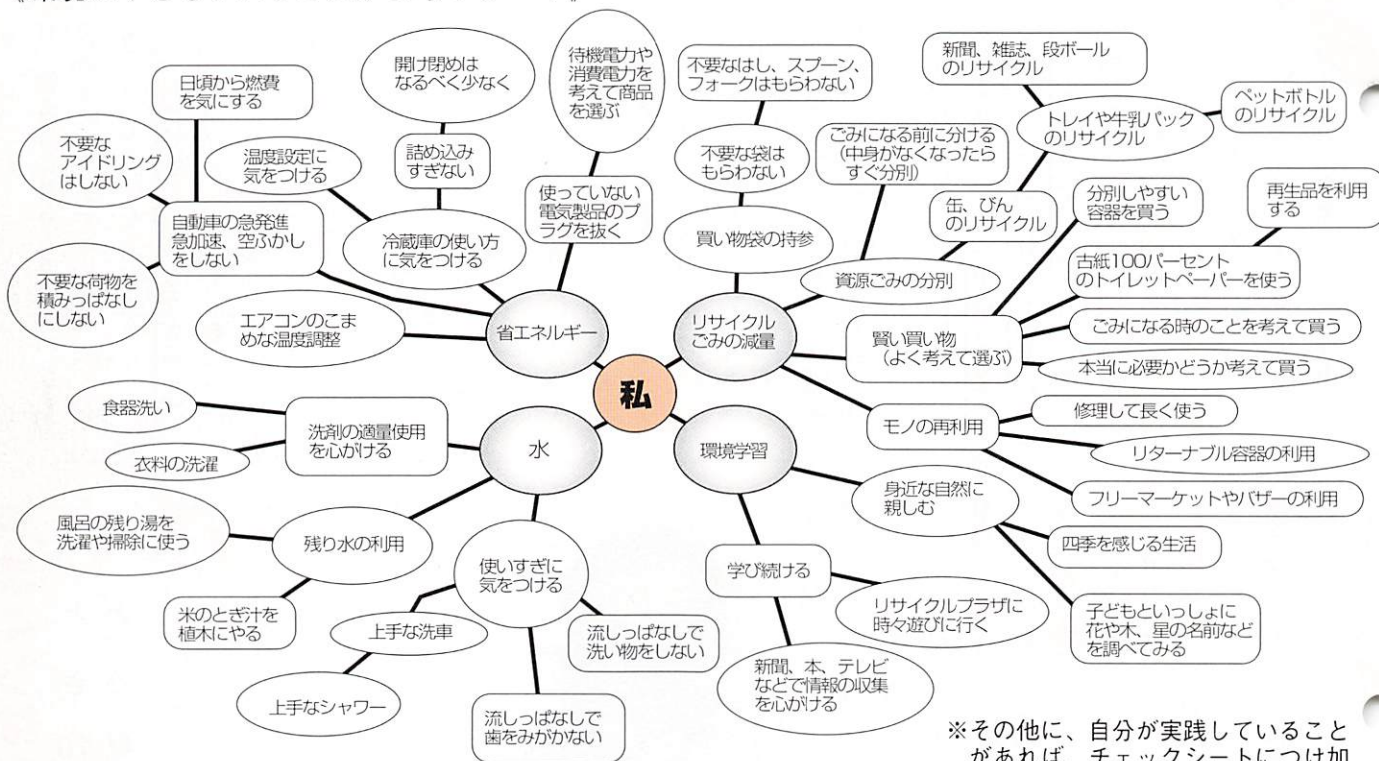 日頃から燃費
を気にする
不要な
アイドリング
はしない
自動車の急発進
急加速、空ふかし
をしない
不要な荷物を
積みっぱなし
にしない
開け閉めは
なるべく少なく
温度設定に
気をつける
詰め込み
すぎない
冷蔵庫の使い方
に気をつける
待機電力や
消費電力を
考えて商品
を選ぶ
使っていない
電気製品のプ
ラグを抜く
エアコンのこま
めな温度調整
省エネルギー
不要なはし、スプーン、
フォークはもらわない
不要な袋は
もらわない
買い物袋の持参
リサイクル
ごみの減量
ごみになる前に分ける
(中身がなくなったら
すぐ分別)
新聞、雑誌、段ボール
のリサイクル
トレイや牛乳パック
のリサイクル
ペットボトル
のリサイクル
缶、びん
のリサイクル
資源ごみの分別
分別しやすい
容器を買う
再生品を利用
する
古紙100パーセント
のトイレットペーパーを使う
賢い買い物
(よく考えて選ぶ)
ごみになる時のことを考えて買う
本当に必要かどうか考えて買う
モノの再利用
修理して長く使う
リターナブル容器の利用
フリーマーケットやバザーの利用
私
食器洗い
衣料の洗濯
洗剤の適量使用
を心がける
水
風呂の残り湯を
洗濯や掃除に使う
残り水の利用
米のとぎ汁を
植木にやる
使いすぎに
気をつける
上手な洗車
上手なシャワー
流しっぱなしで
洗い物をしない
流しっぱなしで
歯をみがかない
環境学習
身近な自然に
親しむ
四季を感じる生活
子どもといっしょに
花や木、星の名前など
を調べてみる
学び続ける
リサイクルプラザに
時々遊びに行く
新聞、本、テレビ
などで情報の収集
を心がける
※その他に、自分が実践していること
があれば、チェックシートにつけ加